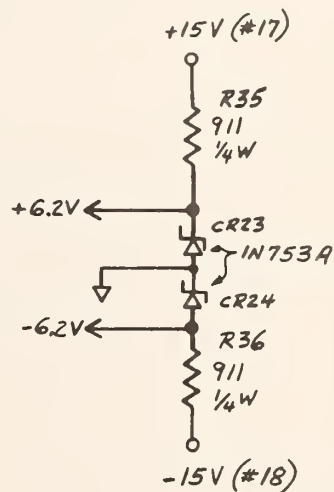 +15V (#17)
R35
911
1/4W
+6.2V
CR23
1N753A
CR24
-6.2V
R36
911
1/4W
-15V (#18)